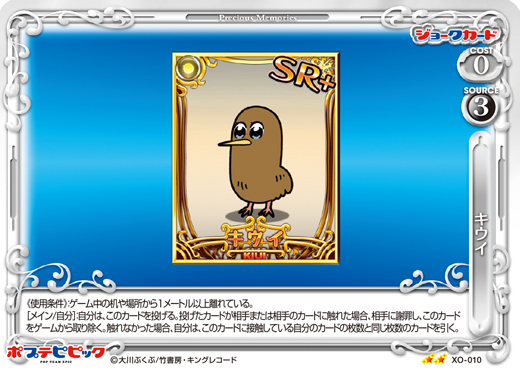 Precious Memories
ジョークカード
COST
0
SOURCE
3
SR+
キウイ
KIUI
キウイ
《使用条件》:ゲーム中の机や場所から1メートル以上離れている。
[メイン/自分]:自分は、このカードを投げる。投げたカードが相手または相手のカードに触れた場合、相手に謝罪し、このカード
をゲームから取り除く。触れなかった場合、自分は、このカードに接触している自分のカードの枚数と同じ枚数のカードを引く。
ポプテピピック
POP TEAM EPIC
©大川ぶくぶ/竹書房・キングレコード
XO-010